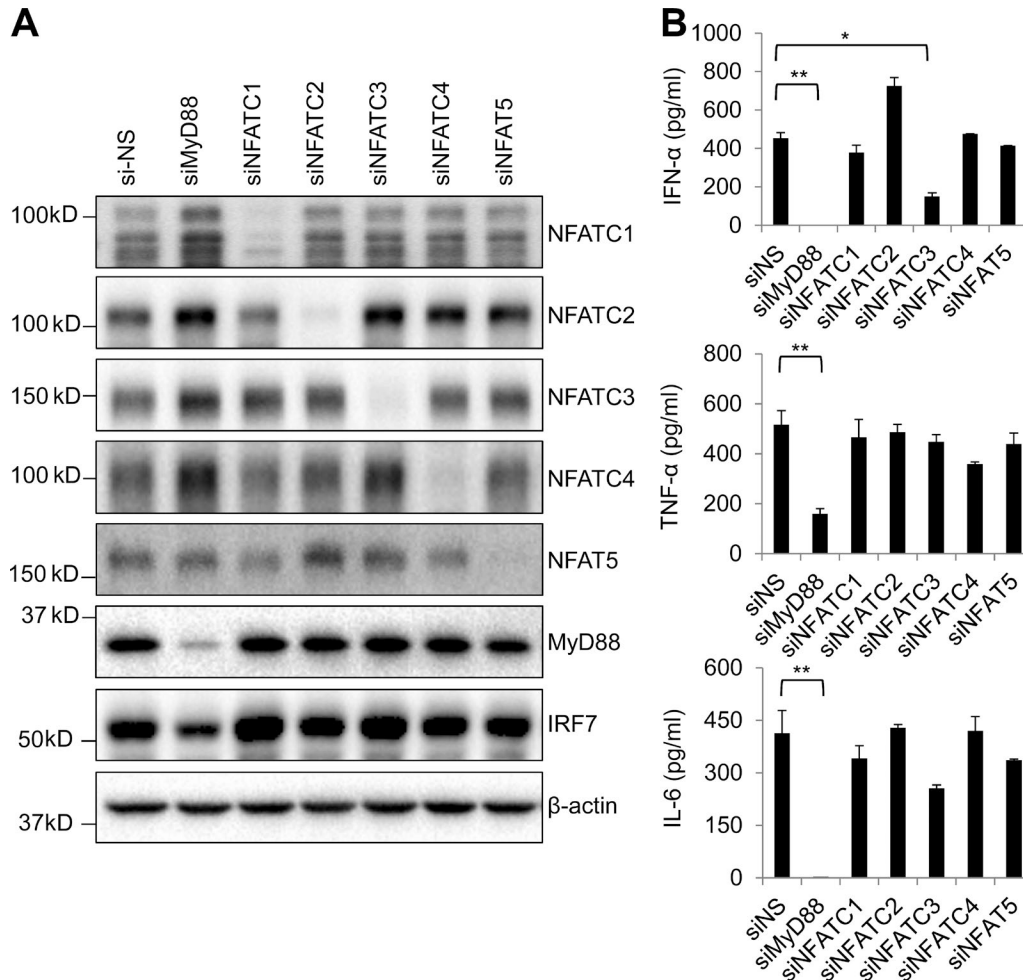 A
si-NS
siMyD88
siNFATC1
siNFATC2
siNFATC3
siNFATC4
siNFAT5
100kD
NFATC1
100 kD
NFATC2
150 kD
NFATC3
100 kD
NFATC4
150 kD
NFAT5
37 kD
MyD88
50kD
IRF7
37kD
β-actin
B
IFN-α (pg/ml)
1000
800
600
400
200
0
*
**
siNS
siMyD88
siNFATC1
siNFATC2
siNFATC3
siNFATC4
siNFAT5
TNF-α (pg/ml)
800
600
400
200
0
**
siNS
siMyD88
siNFATC1
siNFATC2
siNFATC3
siNFATC4
siNFAT5
IL-6 (pg/ml)
600
450
300
150
0
**
siNS
siMyD88
siNFATC1
siNFATC2
siNFATC3
siNFATC4
siNFAT5